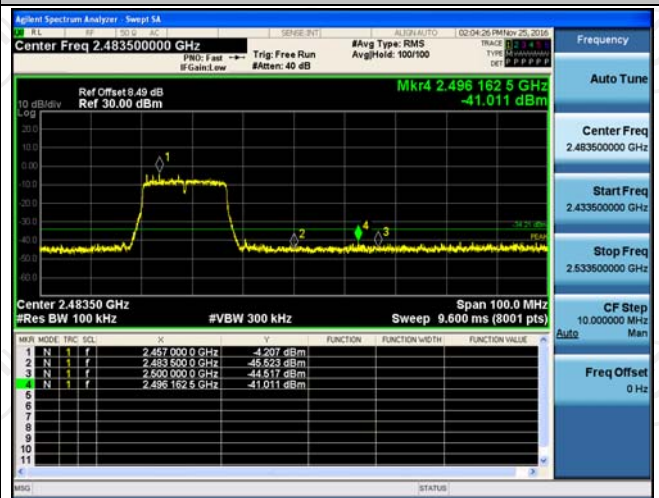 Agilent Spectrum Analyzer - Swept SA
RL RF 50 Ω AC SENSE:INT ALIGN AUTO 02:04:26 PM Nov 25, 2016
Center Freq 2.483500000 GHz
PNO: Fast
IFGain:Low
Trig: Free Run
#Atten: 40 dB
#Avg Type: RMS
Avg|Hold: 100/100
TRACE 1 2 3 4 5 6
TYPE
DET P P P P P P
Ref Offset 8.49 dB
Ref 30.00 dBm
10 dB/div
Log
Mkr4 2.496 162 5 GHz
-41.011 dBm
20.0
10.0
0.00
-10.0
-20.0
-30.0
-40.0
-50.0
-60.0
1
2
4
3
-34.21 dBm
PEAK
Center 2.48350 GHz
#Res BW 100 kHz
#VBW 300 kHz
Span 100.0 MHz
Sweep 9.600 ms (8001 pts)
MKR MODE TRC SCL X Y FUNCTION FUNCTION WIDTH FUNCTION VALUE
1 N 1 f 2.457 000 0 GHz -4.207 dBm
2 N 1 f 2.483 500 0 GHz -45.523 dBm
3 N 1 f 2.500 000 0 GHz -44.517 dBm
4 N 1 f 2.496 162 5 GHz -41.011 dBm
5
6
7
8
9
10
11
MSG STATUS
Frequency
Auto Tune
Center Freq
2.483500000 GHz
Start Freq
2.433500000 GHz
Stop Freq
2.533500000 GHz
CF Step
10.000000 MHz
Auto Man
Freq Offset
0 Hz